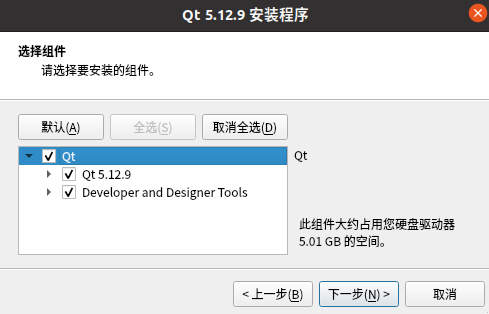 Qt 5.12.9 安装程序
选择组件
请选择要安装的组件。
默认(A) 全选(S) 取消全选(D)
Qt Qt
Qt 5.12.9
Developer and Designer Tools
此组件大约占用您硬盘驱动器
5.01 GB 的空间。
< 上一步(B) 下一步(N) > 取消